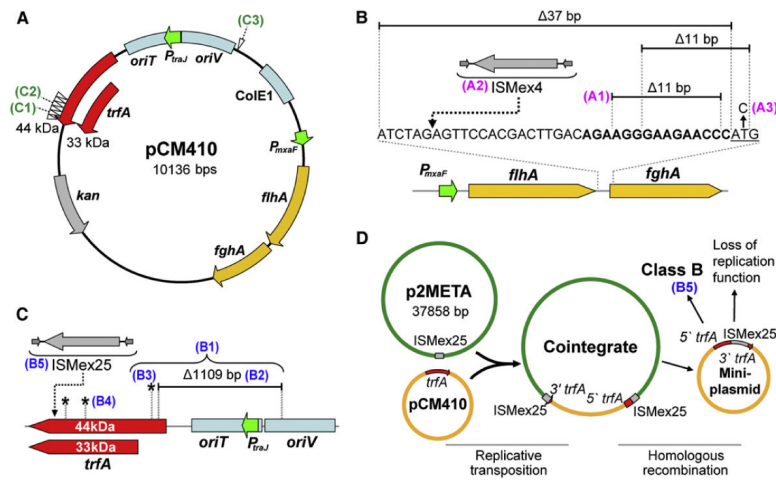 A
(C3)
oriT
PtraJ
oriV
(C2)
(C1)
44 kDa
trfA
33 kDa
ColE1
pCM410
10136 bps
PmxaF
kan
flhA
fghA
B
Δ37 bp
Δ11 bp
(A2) ISMex4
(A1)
Δ11 bp
C
(A3)
ATCTAGAGTTCCACGACTTGACAGAAGGGAAGAACCCATG
PmxaF
flhA
fghA
C
(B5) ISMex25
(B1)
(B3)
Δ1109 bp (B2)
* * (B4) *
44kDa
33kDa
trfA
oriT
PtraJ
oriV
D
p2META
37858 bp
ISMex25
trfA
pCM410
Cointegrate
3' trfA
5` trfA
ISMex25
ISMex25
Class B
(B5)
Loss of
replication
function
5` trfA
ISMex25
3` trfA
Mini-
plasmid
Replicative
transposition
Homologous
recombination